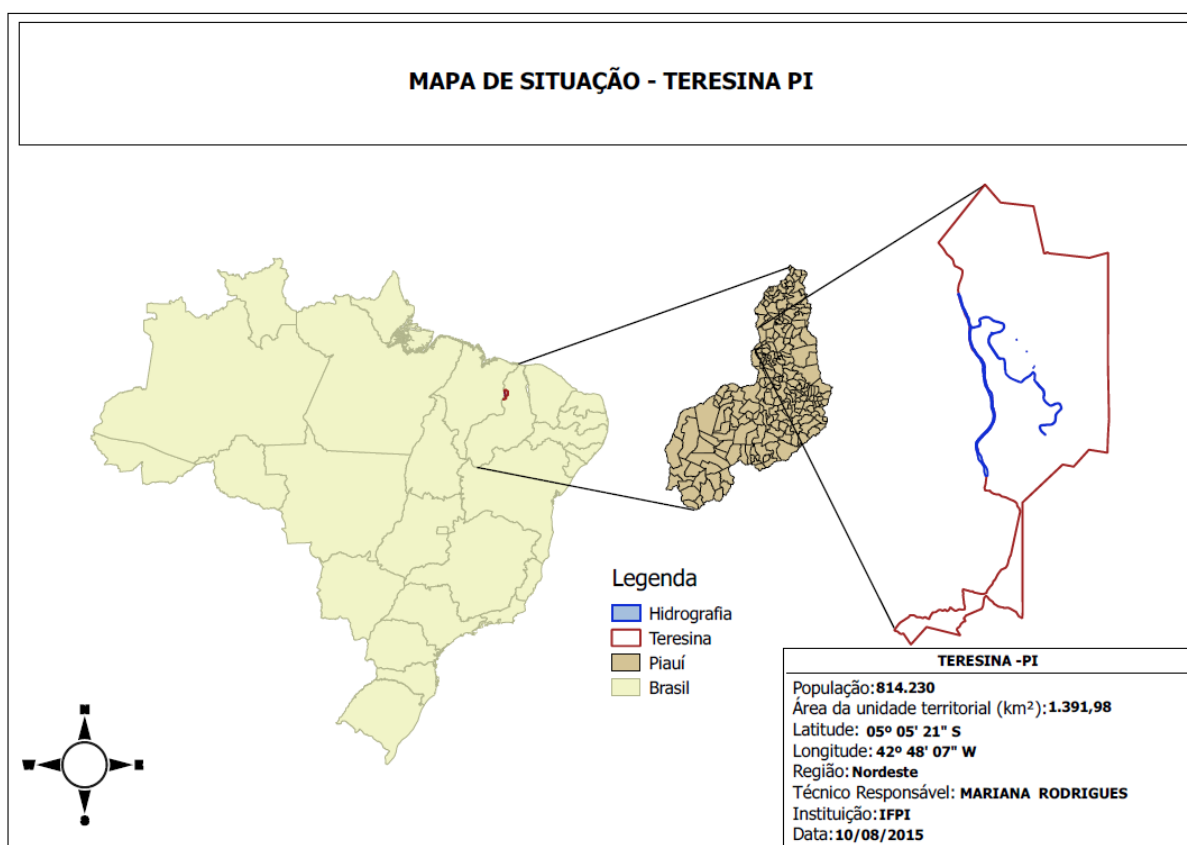 MAPA DE SITUAÇÃO - TERESINA PI
Legenda
Hidrografia
Teresina
Piauí
Brasil
N
W
E
S
TERESINA -PI
População: 814.230
Área da unidade territorial (km²): 1.391,98
Latitude: 05º 05' 21" S
Longitude: 42º 48' 07" W
Região: Nordeste
Técnico Responsável: MARIANA RODRIGUES
Instituição: IFPI
Data: 10/08/2015